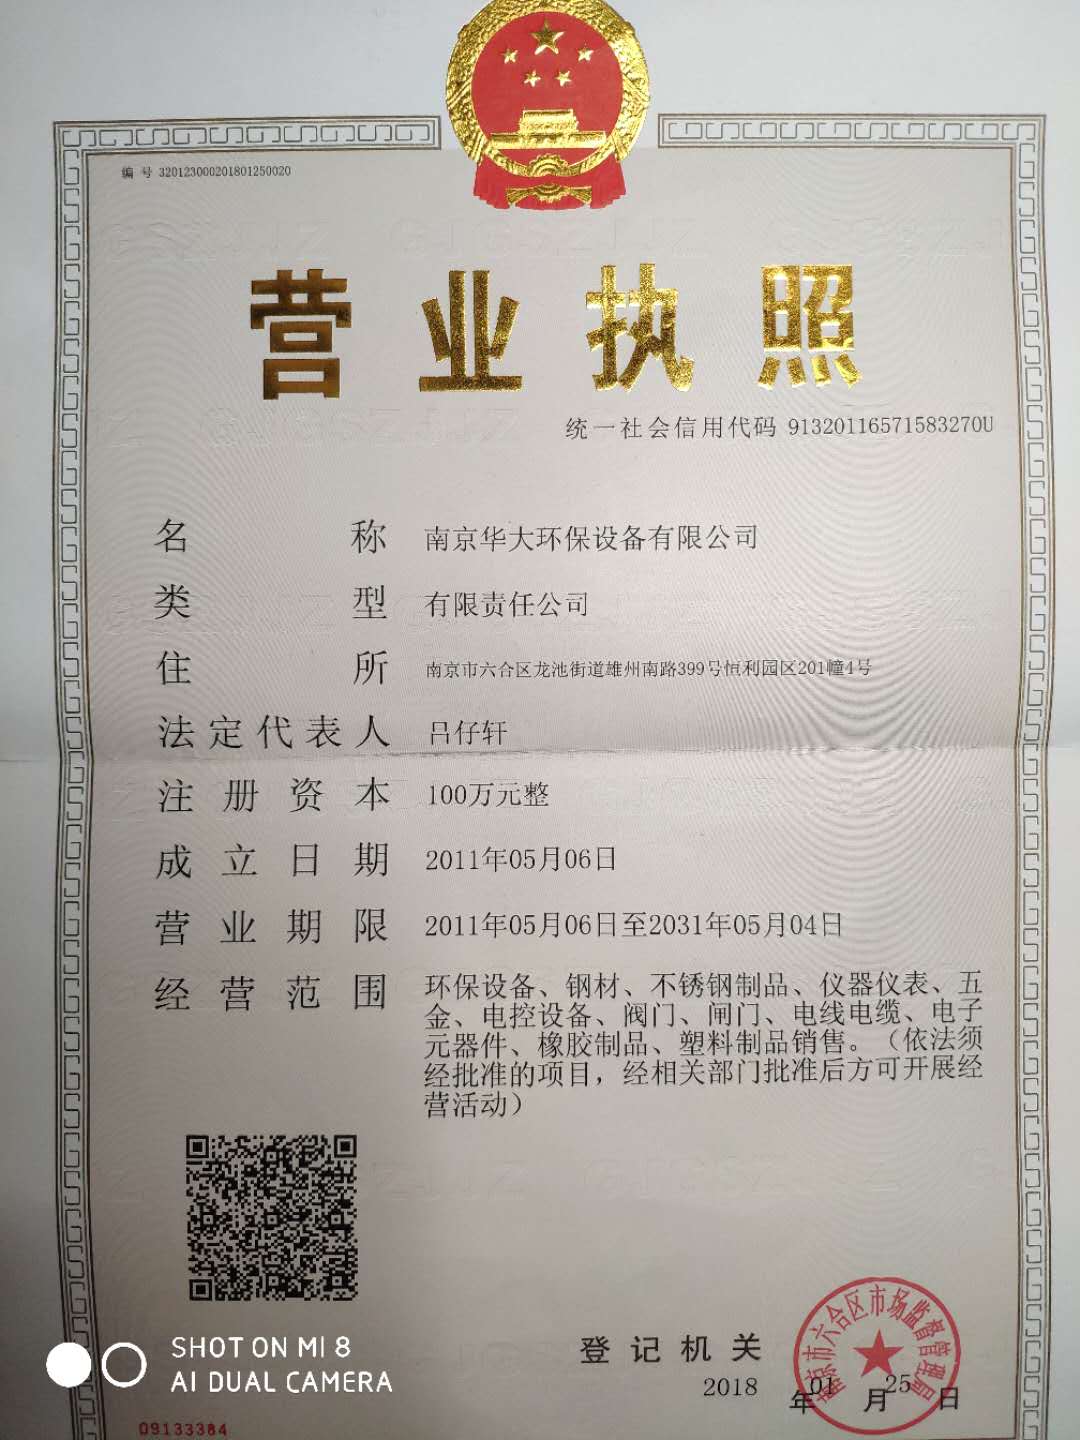 编 号 320123000201801250020
营业执照
统一社会信用代码 91320116571583270U
名称 南京华大环保设备有限公司
类型 有限责任公司
住所 南京市六合区龙池街道雄州南路399号恒利园区201幢4号
法定代表人 吕仔轩
注册资本 100万元整
成立日期 2011年05月06日
营业期限 2011年05月06日至2031年05月04日
经营范围 环保设备、钢材、不锈钢制品、仪器仪表、五
金、电控设备、阀门、闸门、电线电缆、电子
元器件、橡胶制品、塑料制品销售。（依法须
经批准的项目，经相关部门批准后方可开展经
营活动）
登记机关
南京市六合区市场监督管理局
2018 年 01 月 25 日
SHOT ON MI 8
AI DUAL CAMERA
09133384